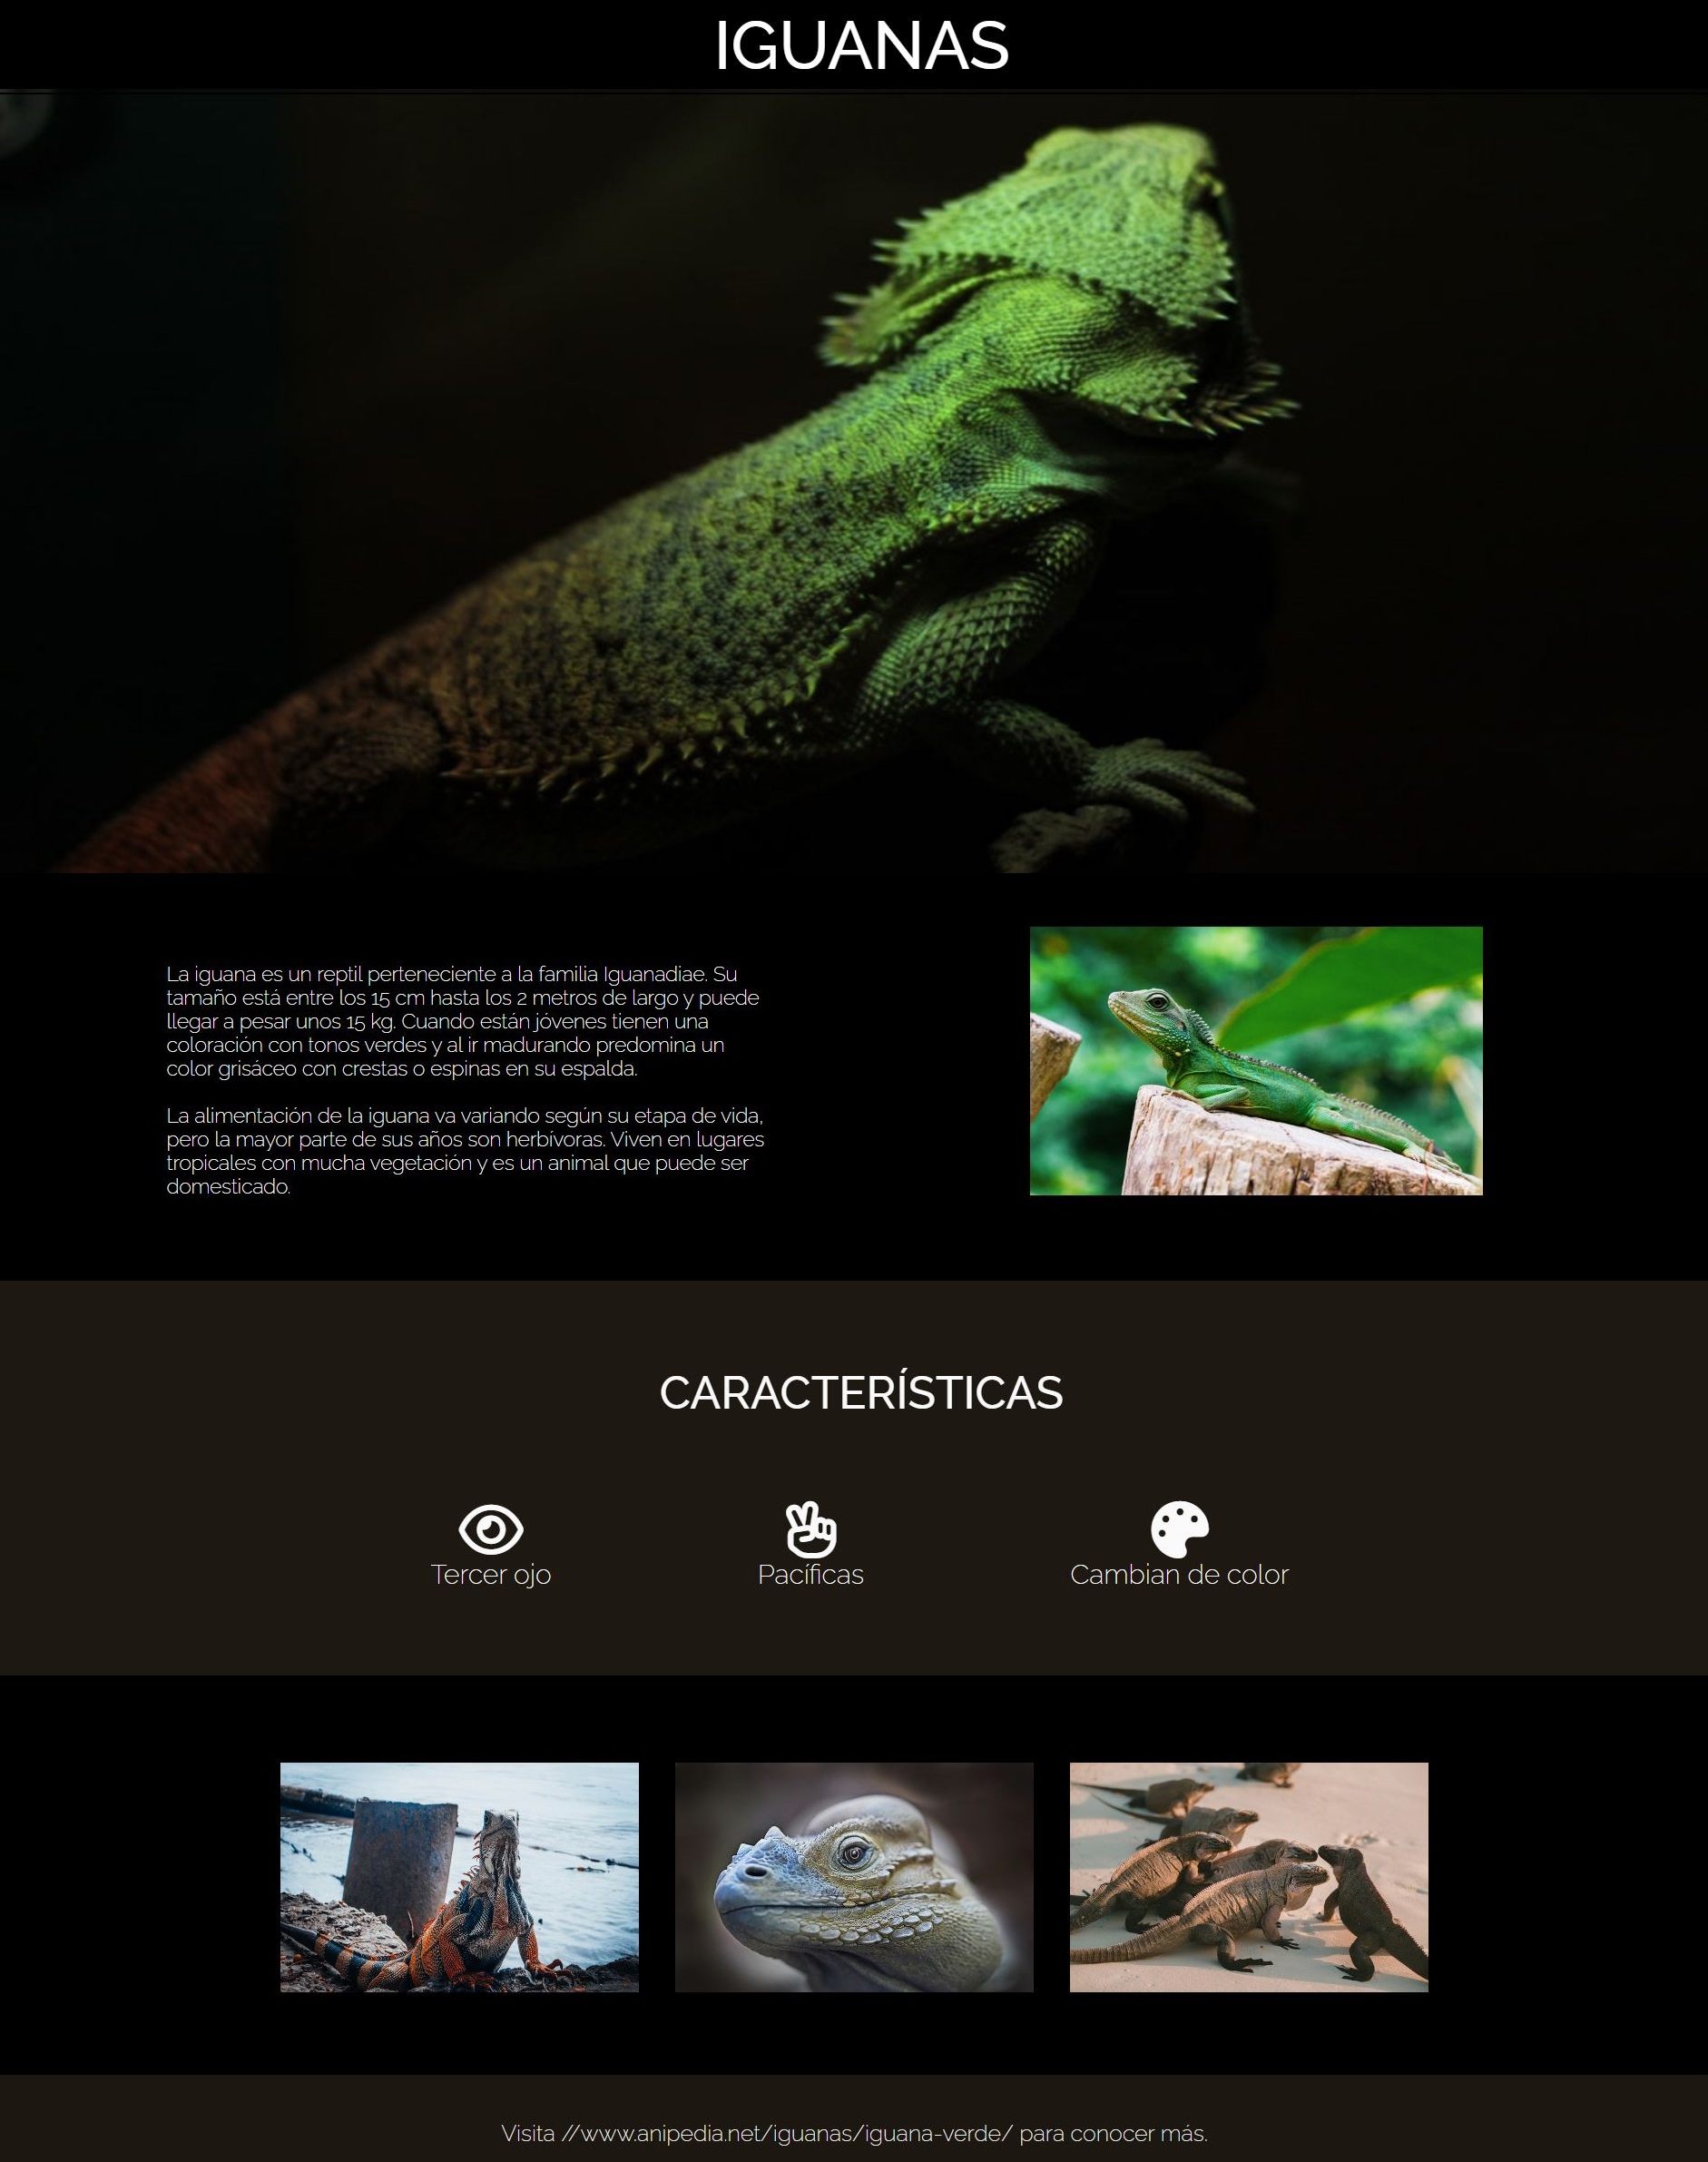 IGUANAS
La iguana es un reptil perteneciente a la familia Iguanadiae. Su
tamaño está entre los 15 cm hasta los 2 metros de largo y puede
llegar a pesar unos 15 kg. Cuando están jóvenes tienen una
coloración con tonos verdes y al ir madurando predomina un
color grisáceo con crestas o espinas en su espalda.
La alimentación de la iguana va variando según su etapa de vida,
pero la mayor parte de sus años son herbívoras. Viven en lugares
tropicales con mucha vegetación y es un animal que puede ser
domesticado.
CARACTERÍSTICAS
Tercer ojo
Pacíficas
Cambian de color
Visita //www.anipedia.net/iguanas/iguana-verde/ para conocer más.